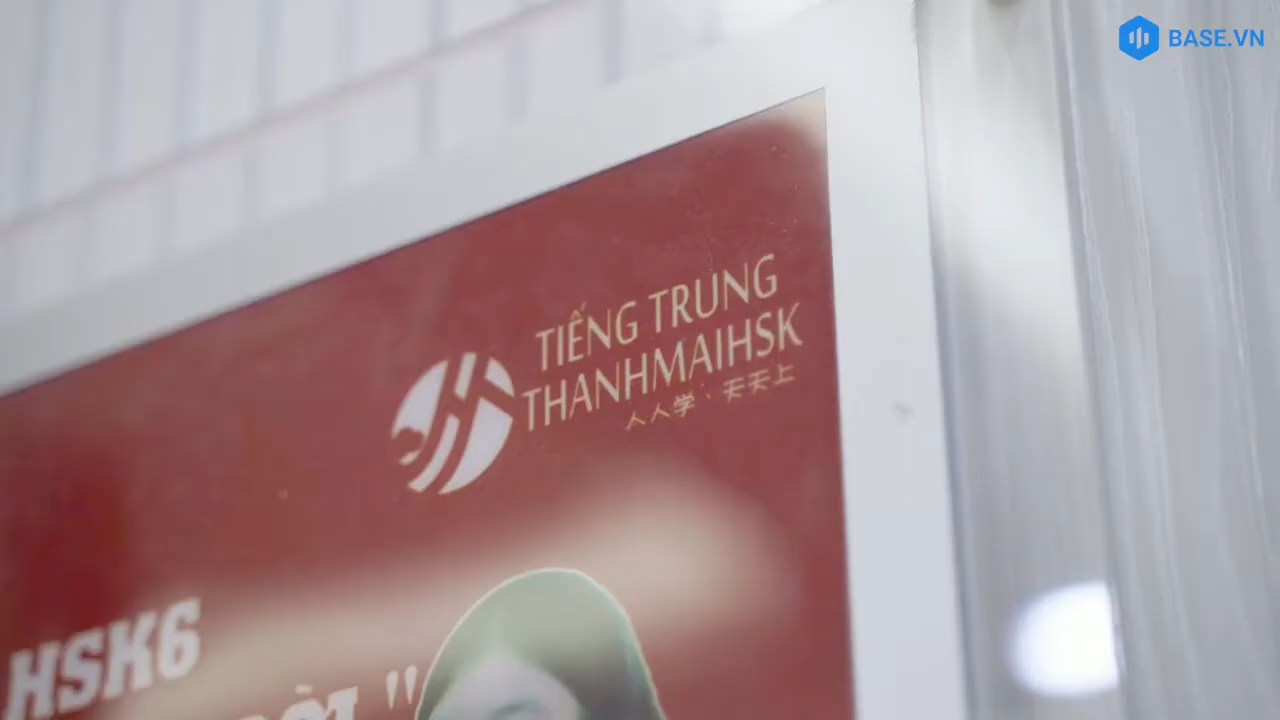 BASE.VN
TIẾNG TRUNG
THANHMAIHSK
人人学·天天上
HSK6
"